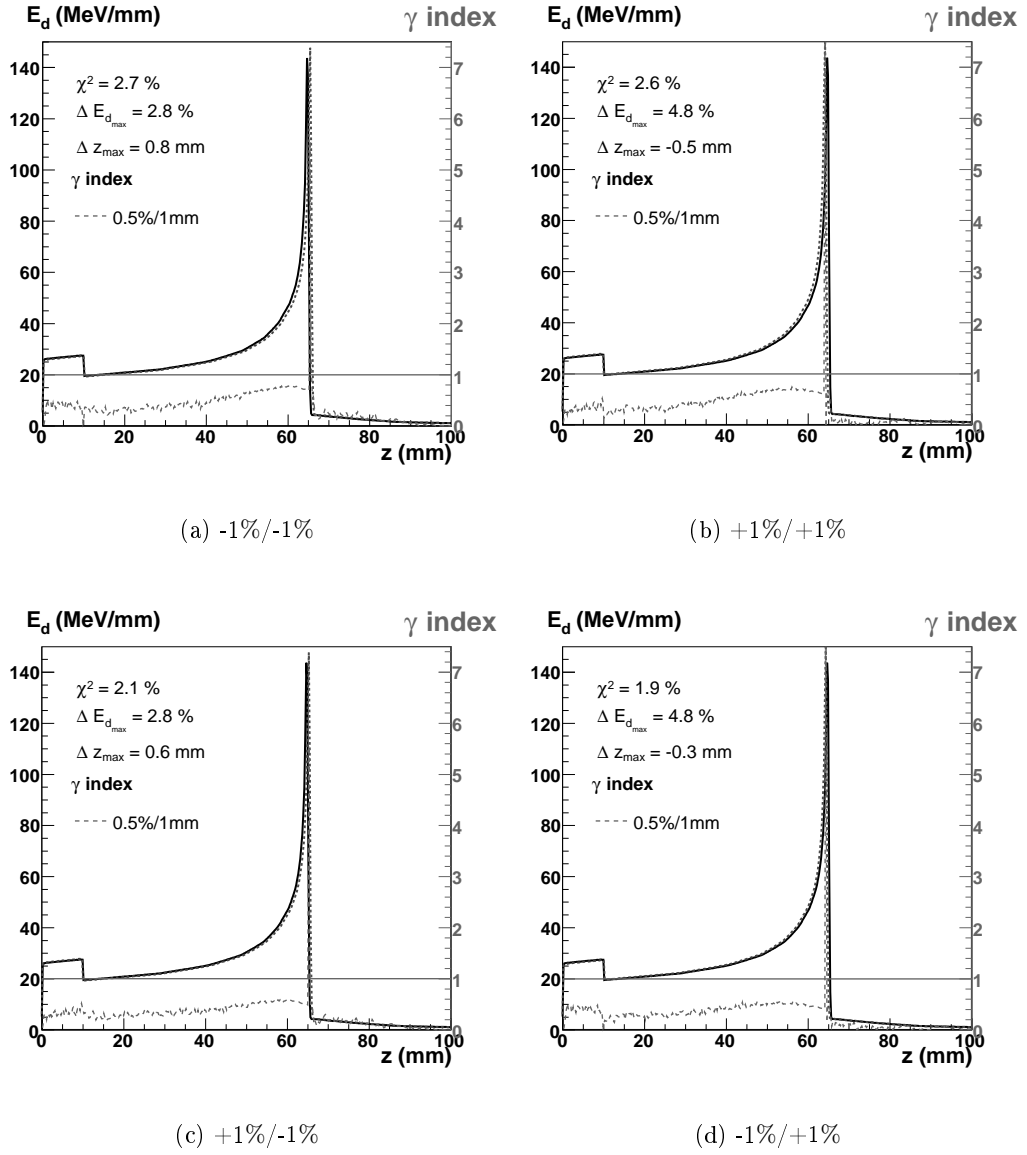 E_d (MeV/mm)
γ index
140
120
100
80
60
40
20
0
7
6
5
4
3
2
1
0
χ² = 2.7 %
Δ E_d_max = 2.8 %
Δ z_max = 0.8 mm
γ index
0.5%/1mm
0 20 40 60 80 100
z (mm)
(a) -1%/-1%
E_d (MeV/mm)
γ index
140
120
100
80
60
40
20
0
7
6
5
4
3
2
1
0
χ² = 2.6 %
Δ E_d_max = 4.8 %
Δ z_max = -0.5 mm
γ index
0.5%/1mm
0 20 40 60 80 100
z (mm)
(b) +1%/+1%
E_d (MeV/mm)
γ index
140
120
100
80
60
40
20
0
7
6
5
4
3
2
1
0
χ² = 2.1 %
Δ E_d_max = 2.8 %
Δ z_max = 0.6 mm
γ index
0.5%/1mm
0 20 40 60 80 100
z (mm)
(c) +1%/-1%
E_d (MeV/mm)
γ index
140
120
100
80
60
40
20
0
7
6
5
4
3
2
1
0
χ² = 1.9 %
Δ E_d_max = 4.8 %
Δ z_max = -0.3 mm
γ index
0.5%/1mm
0 20 40 60 80 100
z (mm)
(d) -1%/+1%